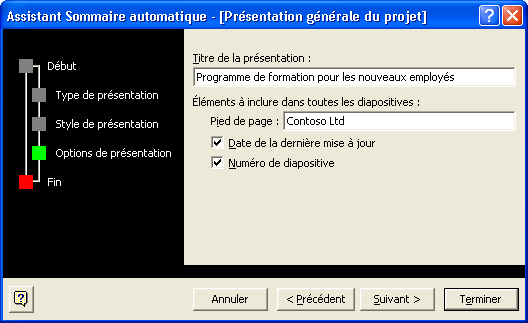 Assistant Sommaire automatique - [Présentation générale du projet]
Début
Type de présentation
Style de présentation
Options de présentation
Fin
Titre de la présentation :
Programme de formation pour les nouveaux employés
Éléments à inclure dans toutes les diapositives :
Pied de page : Contoso Ltd
Date de la dernière mise à jour
Numéro de diapositive
Annuler
< Précédent
Suivant >
Terminer